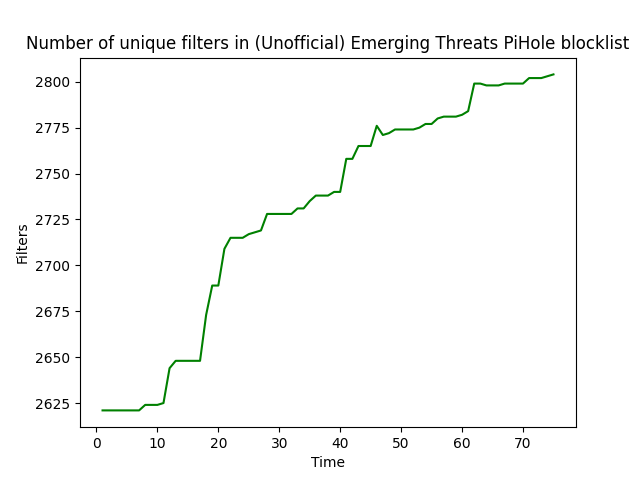 Number of unique filters in (Unofficial) Emerging Threats PiHole blocklist
2800
2775
2750
2725
2700
2675
2650
2625
Filters
0 10 20 30 40 50 60 70
Time